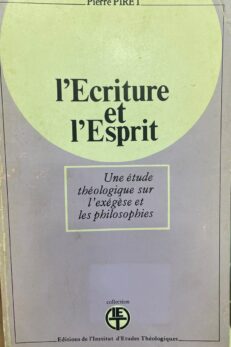 Pierre PIRET
l'Ecriture
et
l'Esprit
Une étude
théologique sur
l'exégèse et
les philosophies
collection
IET
Editions de l'Institut d'Etudes Théologiques